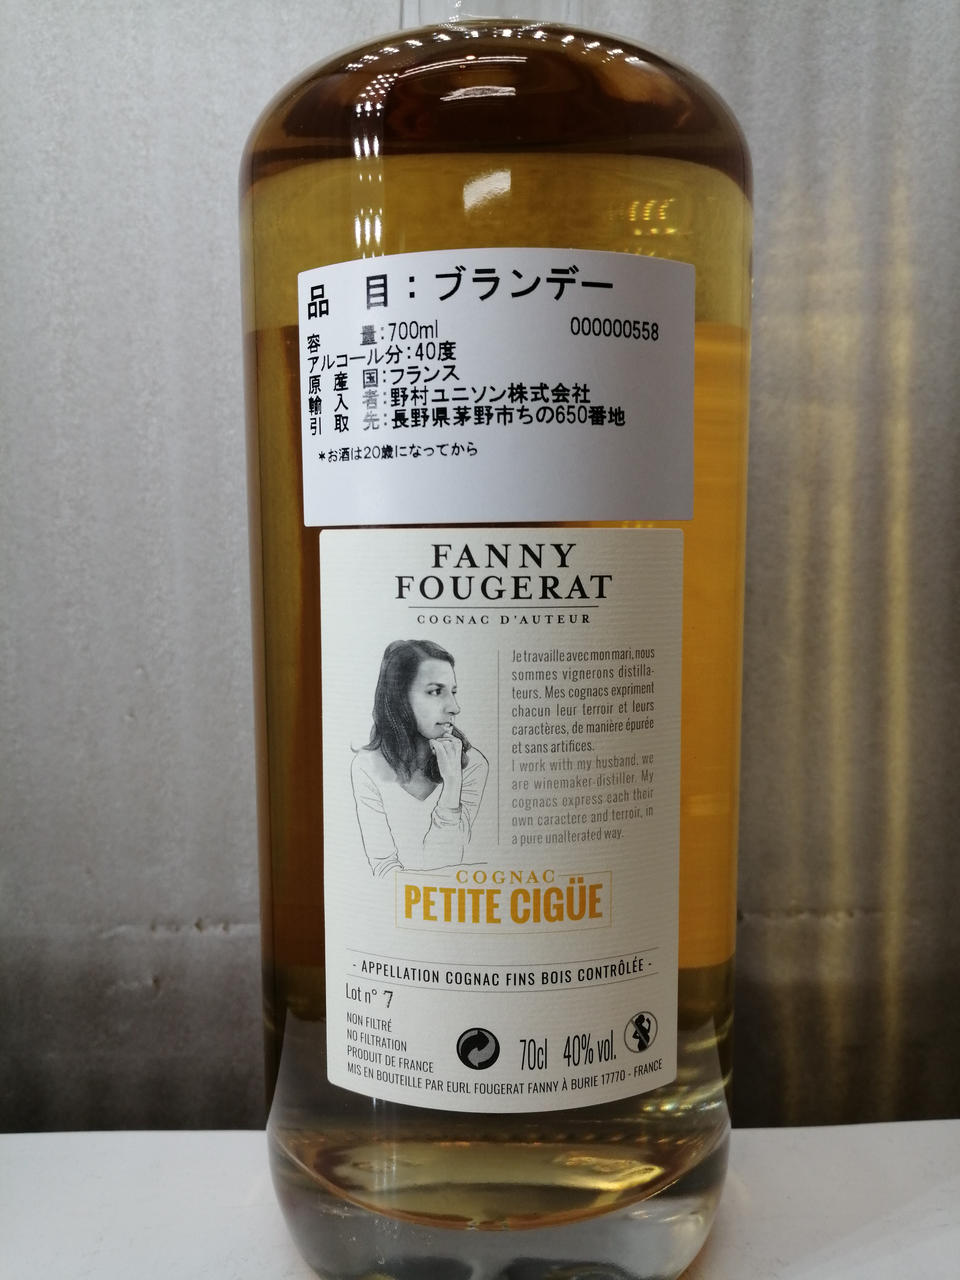 品 目：ブランデー
容 量：700ml 000000558
アルコール分：40度
原 産 国：フランス
輸 入 者：野村ユニソン株式会社
引 取 先：長野県茅野市ちの650番地
＊お酒は20歳になってから
FANNY
FOUGERAT
COGNAC D'AUTEUR
Je travaille avec mon mari, nous
sommes vignerons distilla-
teurs. Mes cognacs expriment
chacun leur terroir et leurs
caractères, de manière épurée
et sans artifices.
I work with my husband, we
are winemaker-distiller. My
cognacs express each their
own caractere and terroir, in
a pure unalterated way.
COGNAC
PETITE CIGÜE
- APPELLATION COGNAC FINS BOIS CONTRÔLÉE -
Lot n° 7
NON FILTRÉ
NO FILTRATION
PRODUIT DE FRANCE
70cl 40% vol.
MIS EN BOUTEILLE PAR EURL FOUGERAT FANNY À BURIE 17770 - FRANCE